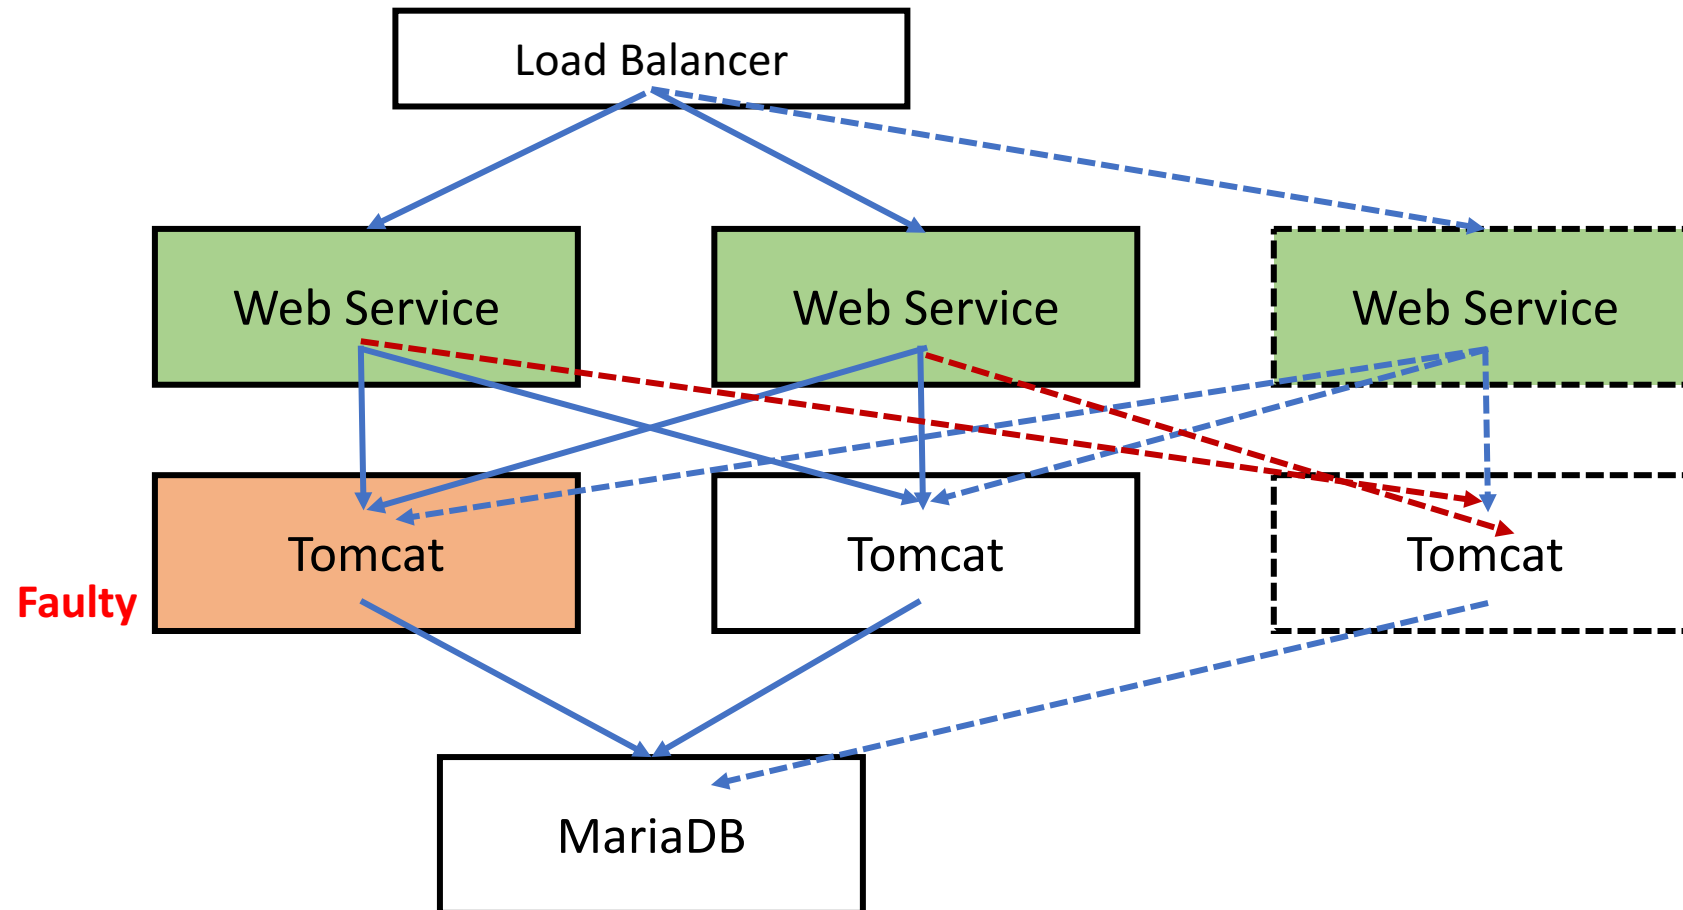 Load Balancer
Web Service
Web Service
Web Service
Tomcat
Tomcat
Tomcat
Faulty
MariaDB